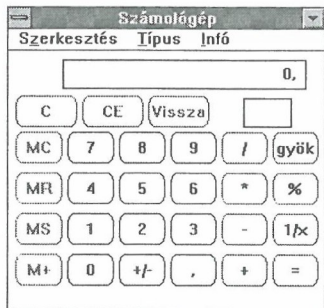 Számológép
Szerkesztés Típus Infó
0,
C CE Vissza
MC 7 8 9 / gyök
MR 4 5 6 * %
MS 1 2 3 - 1/x
M+ 0 +/- , + =